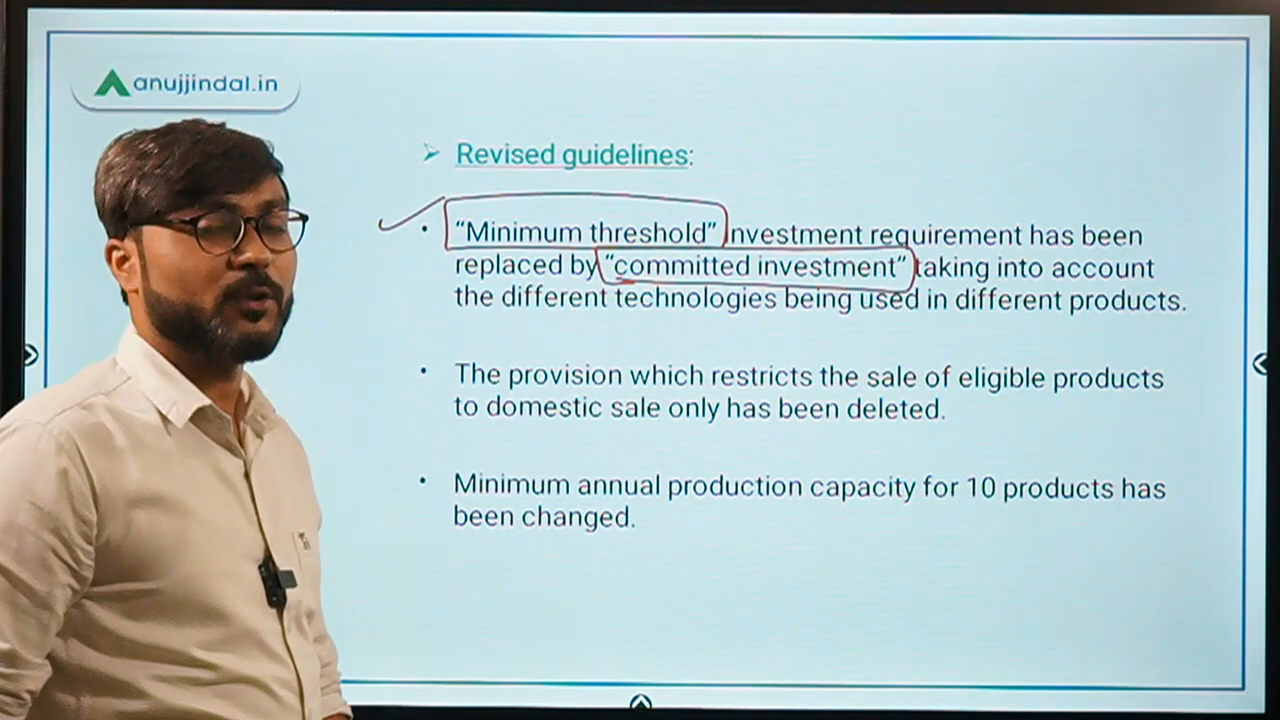 anujjindal.in
➢ Revised guidelines:
• “Minimum threshold” investment requirement has been
replaced by “committed investment” taking into account
the different technologies being used in different products.
• The provision which restricts the sale of eligible products
to domestic sale only has been deleted.
• Minimum annual production capacity for 10 products has
been changed.